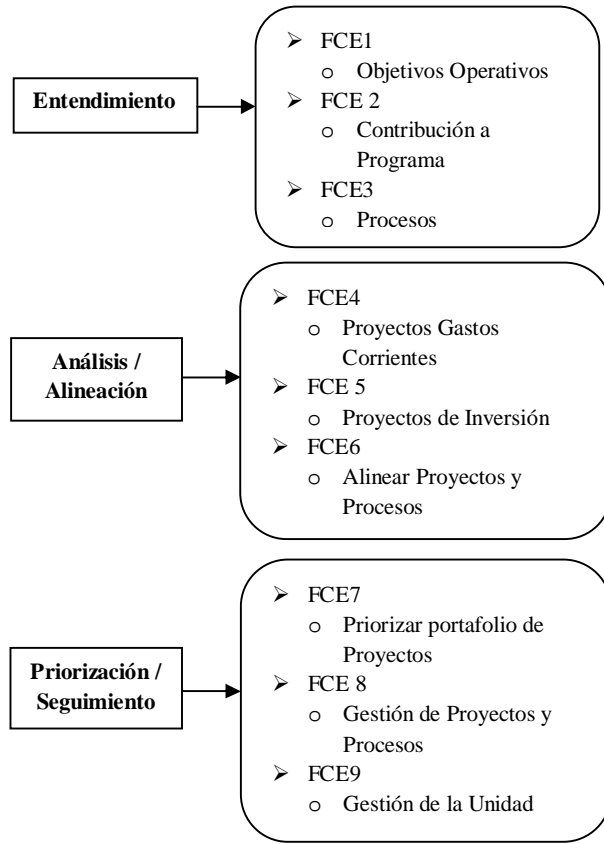 Entendimiento
➢ FCE1
o Objetivos Operativos
➢ FCE 2
o Contribución a
Programa
➢ FCE3
o Procesos
Análisis /
Alineación
➢ FCE4
o Proyectos Gastos
Corrientes
➢ FCE 5
o Proyectos de Inversión
➢ FCE6
o Alinear Proyectos y
Procesos
Priorización /
Seguimiento
➢ FCE7
o Priorizar portafolio de
Proyectos
➢ FCE 8
o Gestión de Proyectos y
Procesos
➢ FCE9
o Gestión de la Unidad